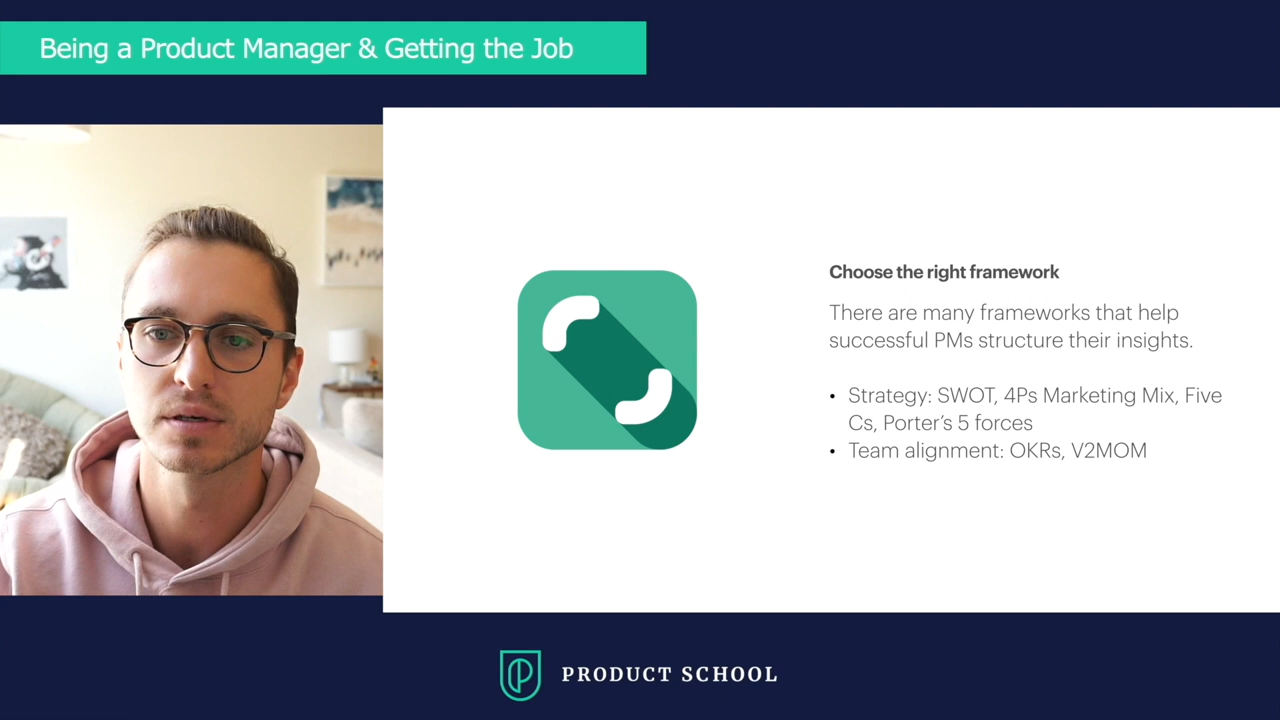 Being a Product Manager & Getting the Job
Choose the right framework
There are many frameworks that help
successful PMs structure their insights.
• Strategy: SWOT, 4Ps Marketing Mix, Five
Cs, Porter’s 5 forces
• Team alignment: OKRs, V2MOM
PRODUCT SCHOOL